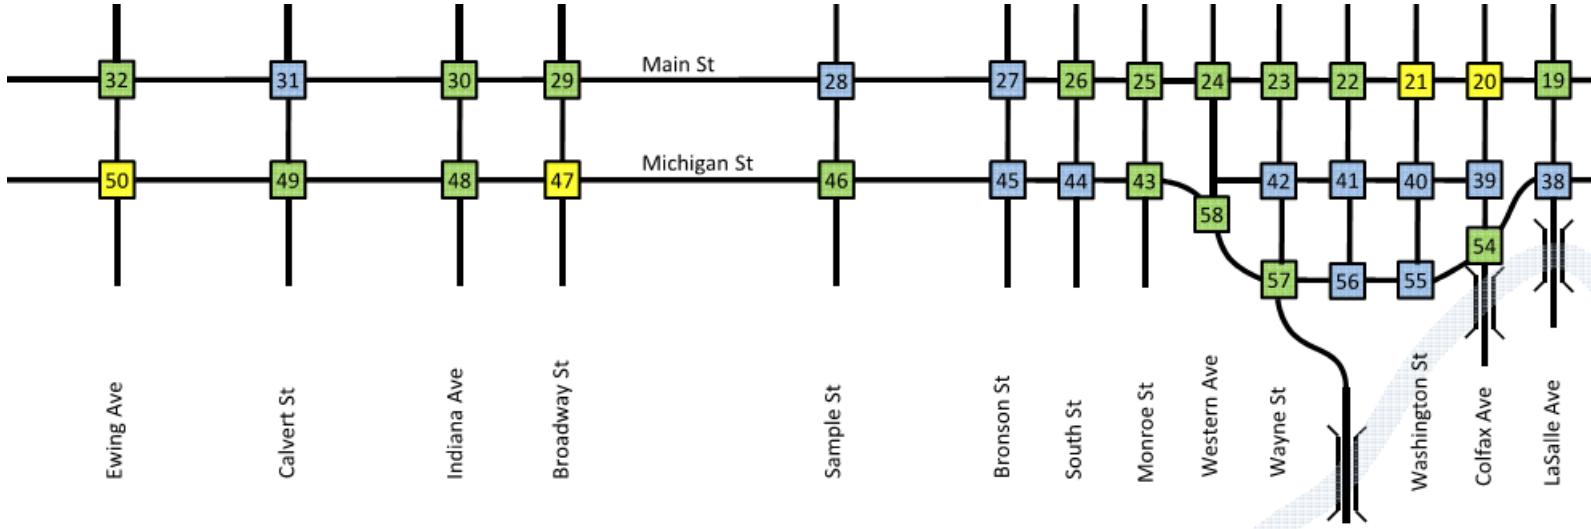 32 31 30 29 Main St 28 27 26 25 24 23 22 21 20 19
50 49 48 47 Michigan St 46 45 44 43 42 41 40 39 38
58
54
57 56 55
Ewing Ave
Calvert St
Indiana Ave
Broadway St
Sample St
Bronson St
South St
Monroe St
Western Ave
Wayne St
Washington St
Colfax Ave
LaSalle Ave